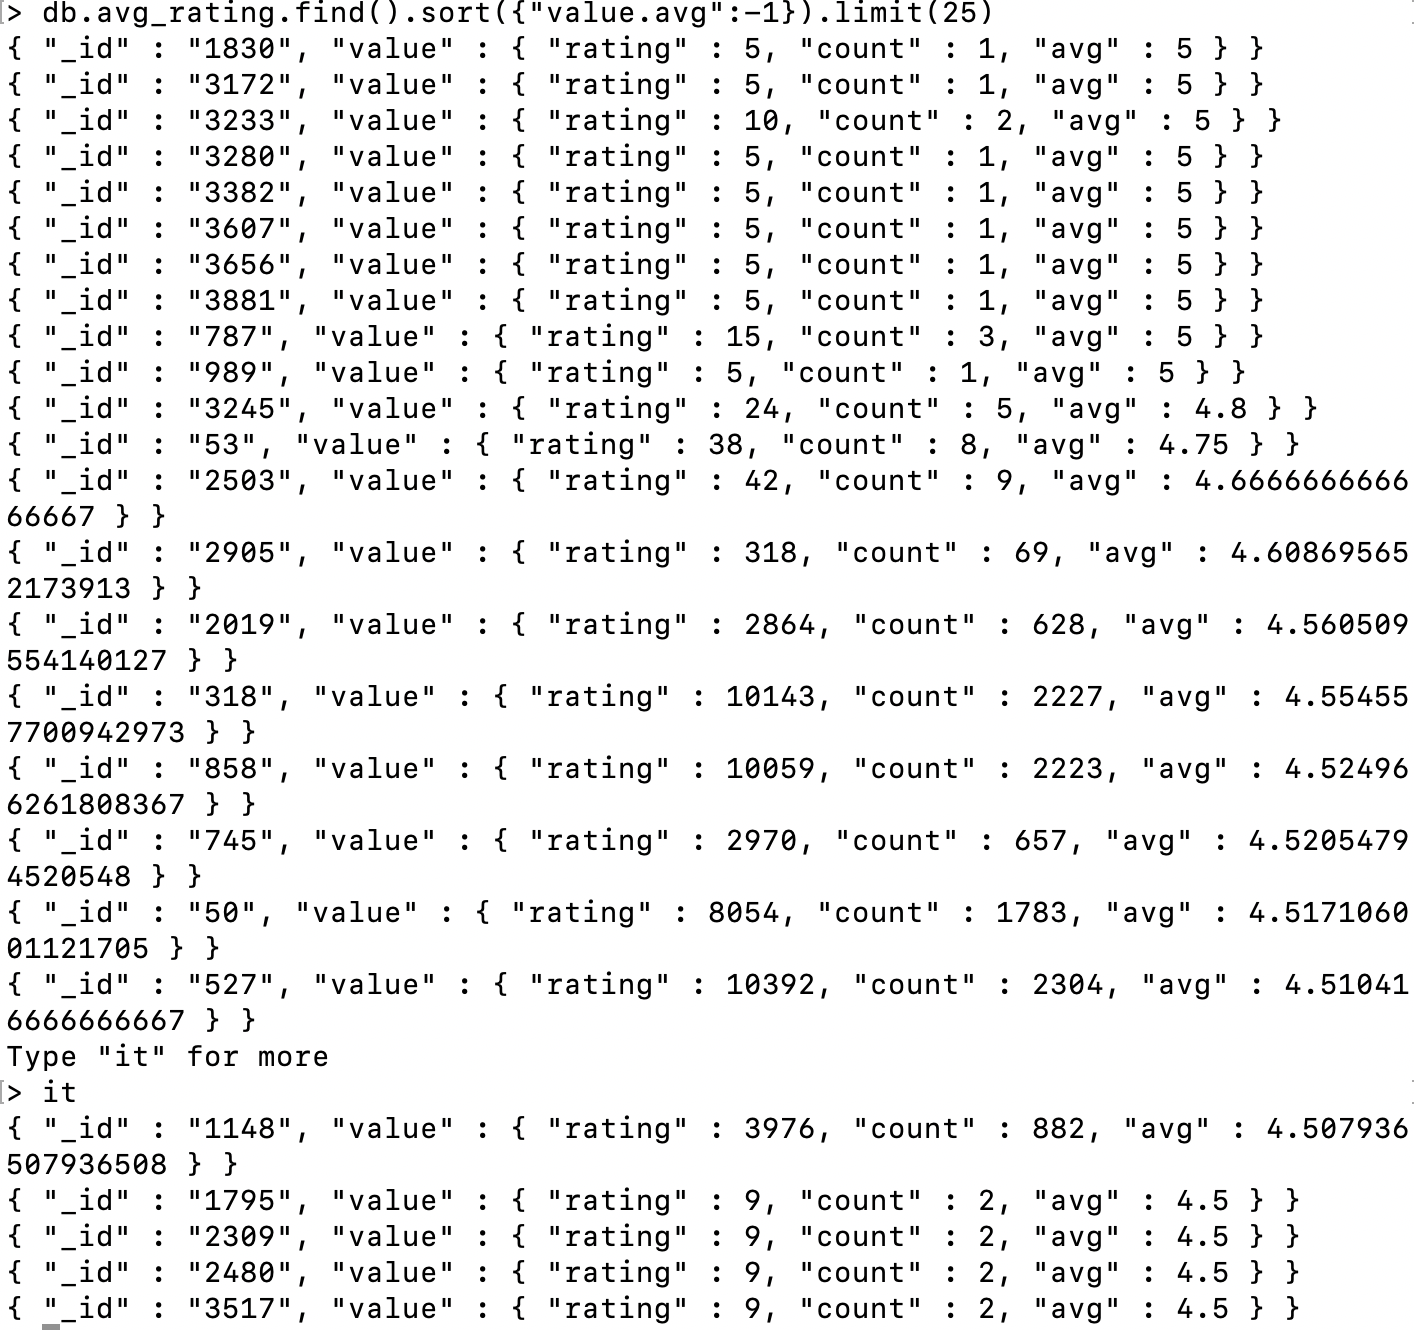 > db.avg_rating.find().sort({"value.avg":-1}).limit(25)
{ "_id" : "1830", "value" : { "rating" : 5, "count" : 1, "avg" : 5 } }
{ "_id" : "3172", "value" : { "rating" : 5, "count" : 1, "avg" : 5 } }
{ "_id" : "3233", "value" : { "rating" : 10, "count" : 2, "avg" : 5 } }
{ "_id" : "3280", "value" : { "rating" : 5, "count" : 1, "avg" : 5 } }
{ "_id" : "3382", "value" : { "rating" : 5, "count" : 1, "avg" : 5 } }
{ "_id" : "3607", "value" : { "rating" : 5, "count" : 1, "avg" : 5 } }
{ "_id" : "3656", "value" : { "rating" : 5, "count" : 1, "avg" : 5 } }
{ "_id" : "3881", "value" : { "rating" : 5, "count" : 1, "avg" : 5 } }
{ "_id" : "787", "value" : { "rating" : 15, "count" : 3, "avg" : 5 } }
{ "_id" : "989", "value" : { "rating" : 5, "count" : 1, "avg" : 5 } }
{ "_id" : "3245", "value" : { "rating" : 24, "count" : 5, "avg" : 4.8 } }
{ "_id" : "53", "value" : { "rating" : 38, "count" : 8, "avg" : 4.75 } }
{ "_id" : "2503", "value" : { "rating" : 42, "count" : 9, "avg" : 4.6666666666
66667 } }
{ "_id" : "2905", "value" : { "rating" : 318, "count" : 69, "avg" : 4.60869565
2173913 } }
{ "_id" : "2019", "value" : { "rating" : 2864, "count" : 628, "avg" : 4.560509
554140127 } }
{ "_id" : "318", "value" : { "rating" : 10143, "count" : 2227, "avg" : 4.55455
7700942973 } }
{ "_id" : "858", "value" : { "rating" : 10059, "count" : 2223, "avg" : 4.52496
6261808367 } }
{ "_id" : "745", "value" : { "rating" : 2970, "count" : 657, "avg" : 4.5205479
4520548 } }
{ "_id" : "50", "value" : { "rating" : 8054, "count" : 1783, "avg" : 4.5171060
01121705 } }
{ "_id" : "527", "value" : { "rating" : 10392, "count" : 2304, "avg" : 4.51041
6666666667 } }
Type "it" for more
> it
{ "_id" : "1148", "value" : { "rating" : 3976, "count" : 882, "avg" : 4.507936
507936508 } }
{ "_id" : "1795", "value" : { "rating" : 9, "count" : 2, "avg" : 4.5 } }
{ "_id" : "2309", "value" : { "rating" : 9, "count" : 2, "avg" : 4.5 } }
{ "_id" : "2480", "value" : { "rating" : 9, "count" : 2, "avg" : 4.5 } }
{ "_id" : "3517", "value" : { "rating" : 9, "count" : 2, "avg" : 4.5 } }